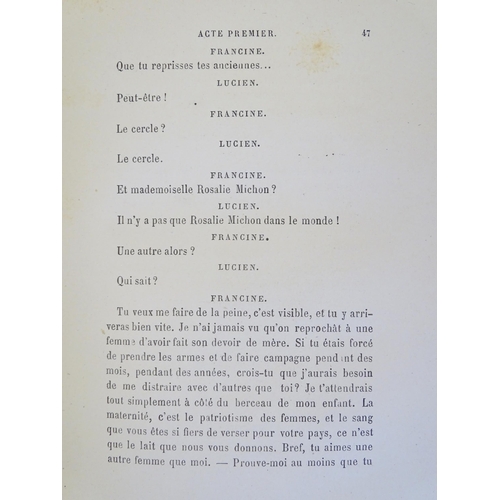 ACTE PREMIER. 47
FRANCINE.
Que tu reprisses tes anciennes...
LUCIEN.
Peut-être !
FRANCINE.
Le cercle ?
LUCIEN.
Le cercle.
FRANCINE.
Et mademoiselle Rosalie Michon ?
LUCIEN.
Il n'y a pas que Rosalie Michon dans le monde !
FRANCINE.
Une autre alors ?
LUCIEN.
Qui sait ?
FRANCINE.
Tu veux me faire de la peine, c'est visible, et tu y arri-
veras bien vite. Je n'ai jamais vu qu'on reprochât à une
femme d'avoir fait son devoir de mère. Si tu étais forcé
de prendre les armes et de faire campagne pendant des
mois, pendant des années, crois-tu que j'aurais besoin
de me distraire avec d'autres que toi ? Je t'attendrais
tout simplement à côté du berceau de mon enfant. La
maternité, c'est le patriotisme des femmes, et le sang
que vous êtes si fiers de verser pour votre pays, ce n'est
que le lait que nous vous donnons. Bref, tu aimes une
autre femme que moi. — Prouve-moi au moins que tu